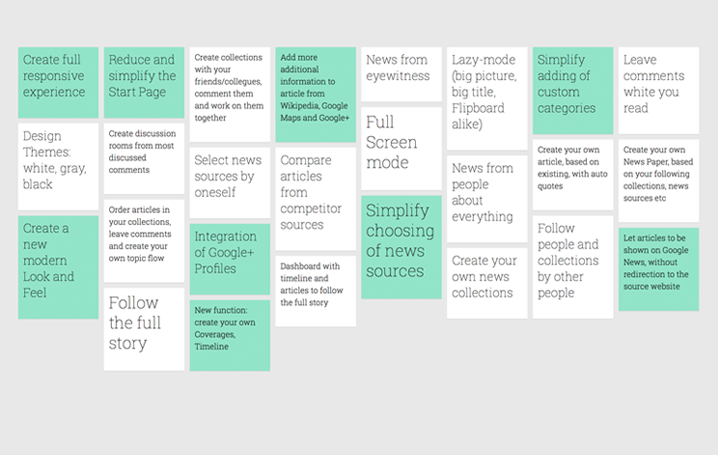 Create full
responsive
experience
Design
Themes:
white, gray,
black
Create a
new
modern
Look and
Feel
Reduce and
simplify the
Start Page
Create discussion
rooms from most
discussed
comments
Order articles in
your collections,
leave comments
and create your
own topic flow
Follow
the full
story
Create collections
with your
friends/collegues,
comment them
and work on them
together
Select news
sources by
oneself
Integration
of Google+
Profiles
New function:
create your own
Coverages,
Timeline
Add more
additional
information to
article from
Wikipedia, Google
Maps and Google+
Compare
articles
from
competitor
sources
Dashboard with
timeline and
articles to follow
the full story
News from
eyewitness
Full
Screen
mode
Simplify
choosing
of news
sources
Lazy-mode
(big picture,
big title,
Flipboard
alike)
News from
people
about
everything
Create your
own news
collections
Simplify
adding of
custom
categories
Create your own
article, based on
existing, with auto
quotes
Follow
people and
collections
by other
people
Leave
comments
white you
read
Create your own
News Paper, based
on your following
collections, news
sources etc
Let articles to be
shown on Google
News, without
redirection to the
source website